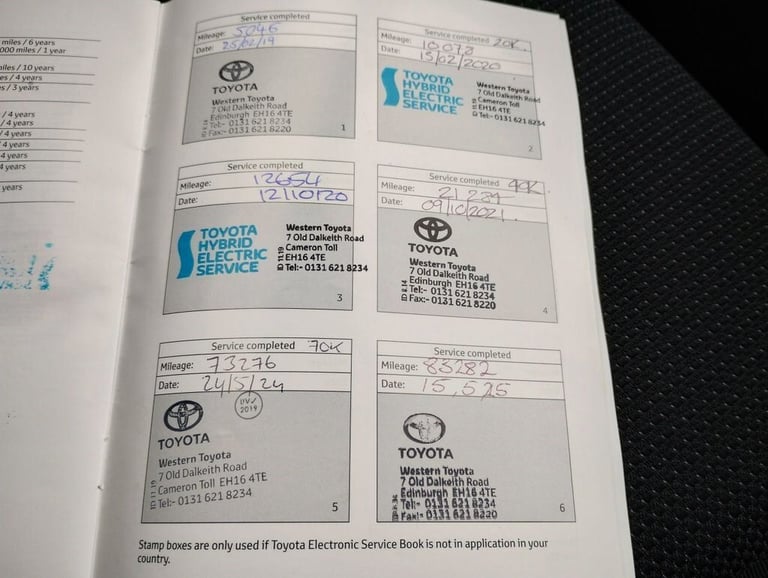 miles / 6 years
000 miles / 1 year
miles / 10 years
es / 4 years
s / 3 years
/ 4 years
/ 4 years
/ 4 years
4 years
4 years
years
Service completed
Mileage: 5046
Date: 25/02/19
TOYOTA
Western Toyota
7 Old Dalkeith Road
Edinburgh EH16 4TE
Tel:- 0131 621 8234
Fax:- 0131 621 8220
1
Service completed 20K.
Mileage: 10078
Date: 15/02/2020
TOYOTA
HYBRID
ELECTRIC
SERVICE
Western Toyota
7 Old Dalkeith Road
Cameron Toll
EH16 4TE
Tel:- 0131 621 8234
2
Service completed
Mileage: 12654
Date: 12/10/20
TOYOTA
HYBRID
ELECTRIC
SERVICE
Western Toyota
7 Old Dalkeith Road
Cameron Toll
EH16 4TE
Tel:- 0131 621 8234
3
Service completed
Mileage: 21
Date: 09/10/2021.
TOYOTA
Western Toyota
7 Old Dalkeith Road
Edinburgh EH16 4TE
Tel:- 0131 621 8234
Fax:- 0131 621 8220
4
Service completed 70K
Mileage: 73276
Date: 24/5/24
2019
TOYOTA
Western Toyota
7 Old Dalkeith Road
Cameron Toll EH16 4TE
Tel:- 0131 621 8234
5
Service completed
Mileage: 83282
Date: 15,5,25
TOYOTA
Western Toyota
7 Old Dalkeith Road
Edinburgh EH16 4TE
Tel:- 0131 621 8234
Fax:- 0131 621 8220
6
Stamp boxes are only used if Toyota Electronic Service Book is not in application in your
country.